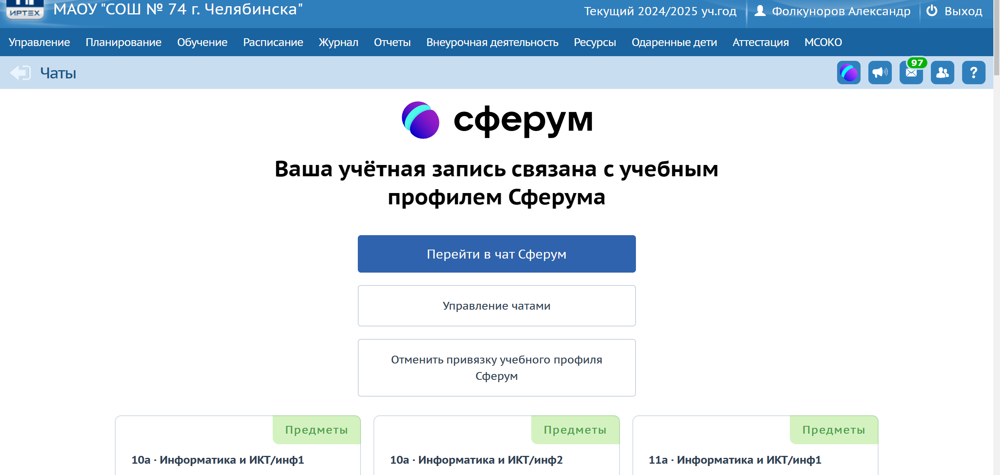 ИРТЕХ
МАОУ "СОШ № 74 г. Челябинска"
Текущий 2024/2025 уч.год
Фолкуноров Александр
Выход
Управление Планирование Обучение Расписание Журнал Отчеты Внеурочная деятельность Ресурсы Одаренные дети Аттестация МСОКО
Чаты
97
?
сферум
Ваша учётная запись связана с учебным
профилем Сферума
Перейти в чат Сферум
Управление чатами
Отменить привязку учебного профиля
Сферум
Предметы
10а · Информатика и ИКТ/инф1
Предметы
10а · Информатика и ИКТ/инф2
Предметы
11а · Информатика и ИКТ/инф1